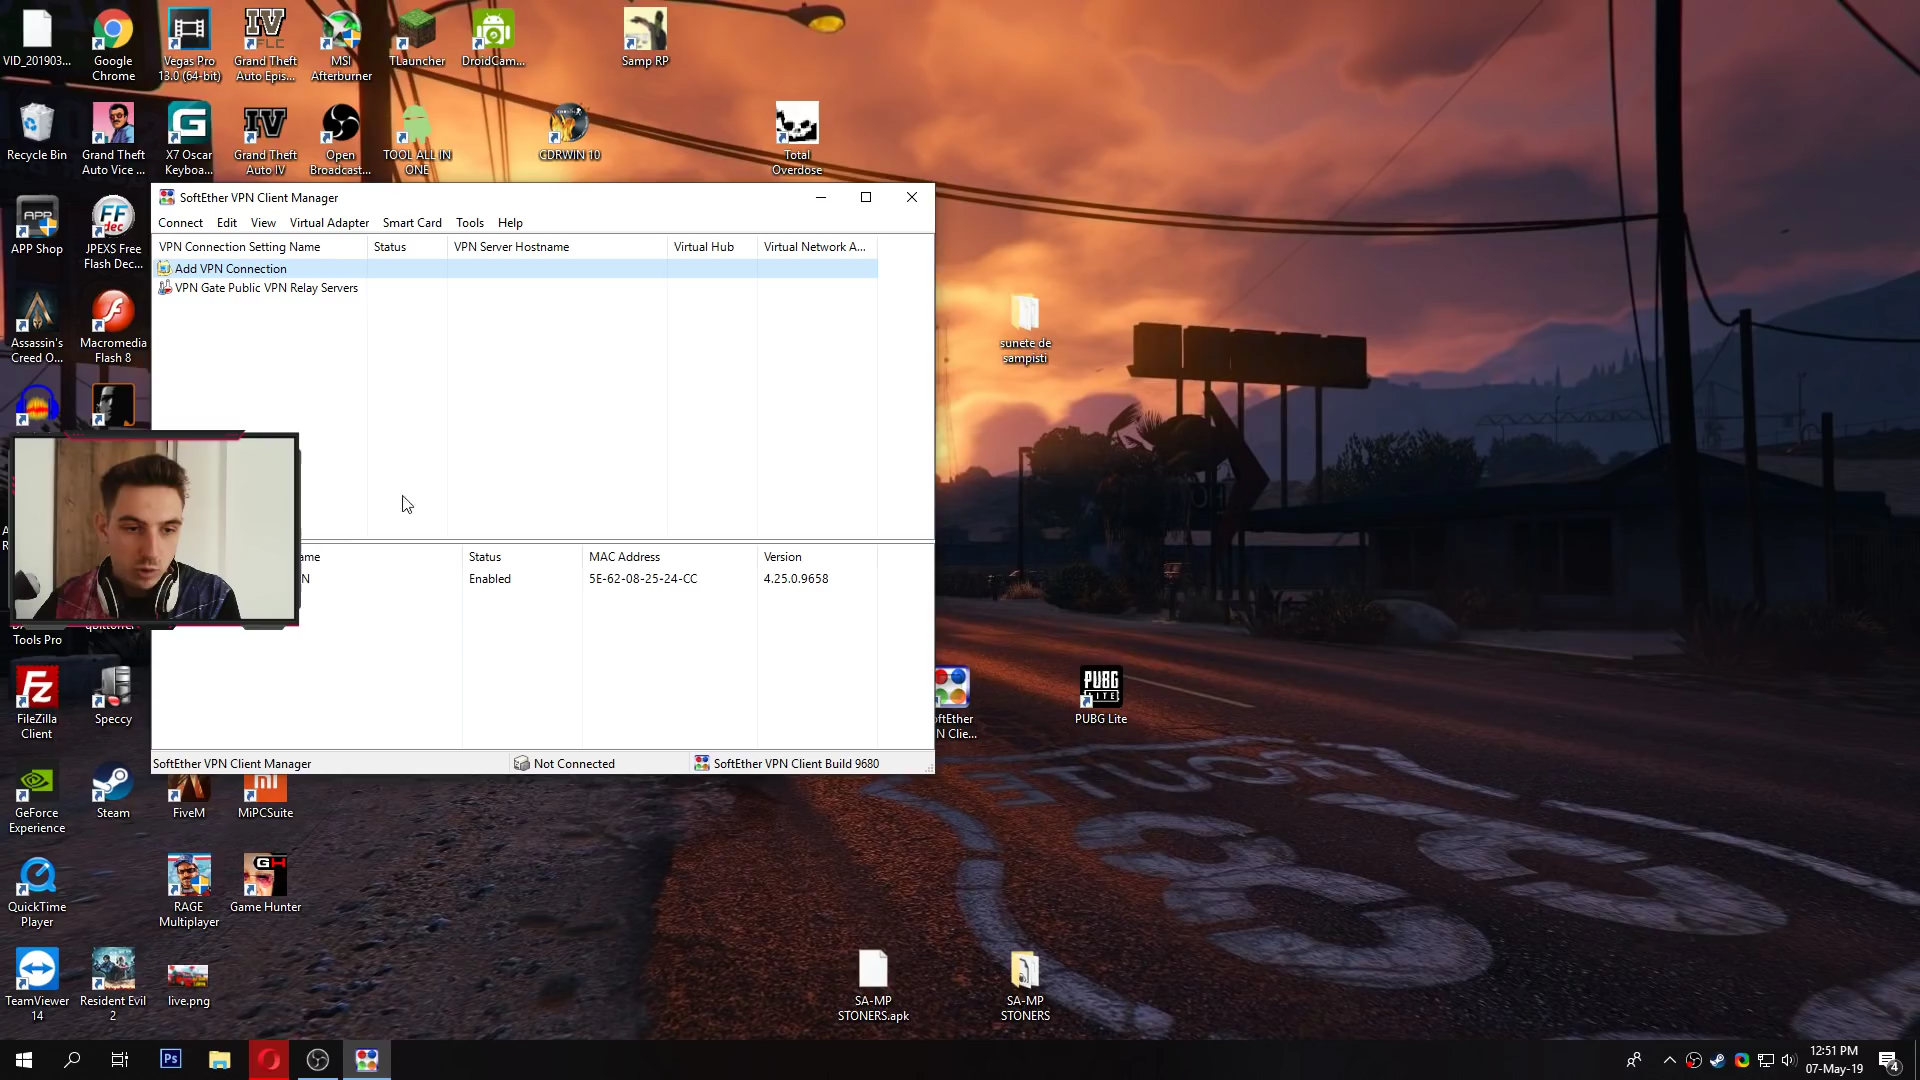 VID_201903...
Google
Chrome
Vegas Pro
13.0 (64-bit)
Grand Theft
Auto Epis...
MSI
Afterburner
TLauncher
DroidCam...
Samp RP
Recycle Bin
Grand Theft
Auto Vice ...
X7 Oscar
Keyboa...
Grand Theft
Auto IV
Open
Broadcast...
TOOL ALL IN
ONE
CDRWIN 10
Total
Overdose
SoftEther VPN Client Manager
Connect Edit View Virtual Adapter Smart Card Tools Help
VPN Connection Setting Name Status VPN Server Hostname Virtual Hub Virtual Network A...
Add VPN Connection
VPN Gate Public VPN Relay Servers
APP Shop
JPEXS Free
Flash Dec...
Assassin's
Creed O...
Macromedia
Flash 8
sunete de
sampisti
ame Status MAC Address Version
N Enabled 5E-62-08-25-24-CC 4.25.0.9658
Tools Pro
FileZilla
Client
Speccy
oftEther
N Clie...
PUBG
LITE
PUBG Lite
SoftEther VPN Client Manager Not Connected SoftEther VPN Client Build 9680
GeForce
Experience
Steam
FiveM
MiPCSuite
QuickTime
Player
RAGE
Multiplayer
Game Hunter
TeamViewer
14
Resident Evil
2
live.png
SA-MP
STONERS.apk
SA-MP
STONERS
Ps
12:51 PM
07-May-19
4